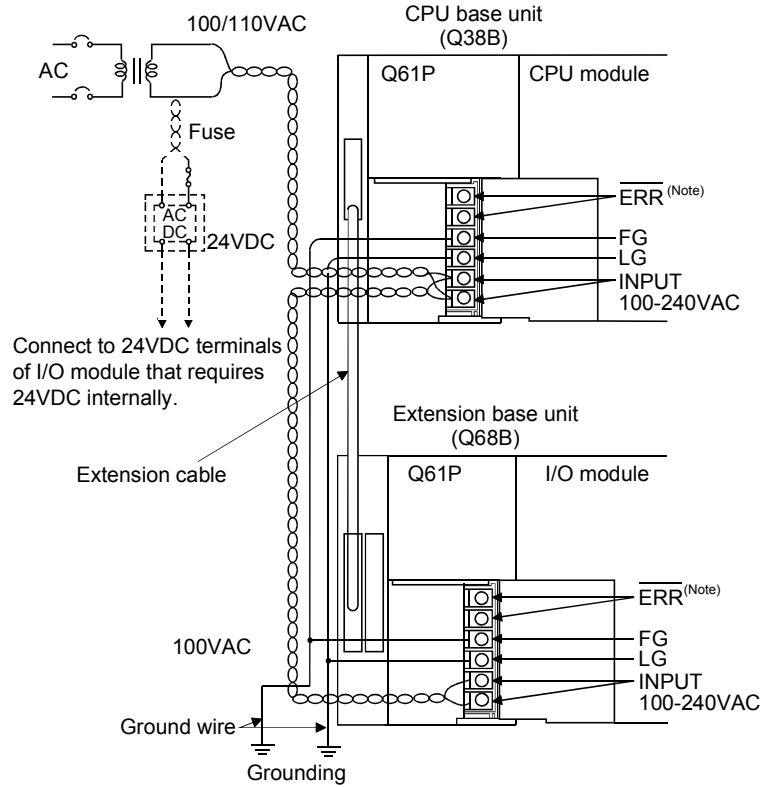 CPU base unit
(Q38B)
100/110VAC
AC
Q61P
CPU module
Fuse
AC
DC
24VDC
ERR (Note)
FG
LG
INPUT
100-240VAC
Connect to 24VDC terminals
of I/O module that requires
24VDC internally.
Extension base unit
(Q68B)
Extension cable
Q61P
I/O module
ERR (Note)
FG
LG
INPUT
100-240VAC
100VAC
Ground wire
Grounding